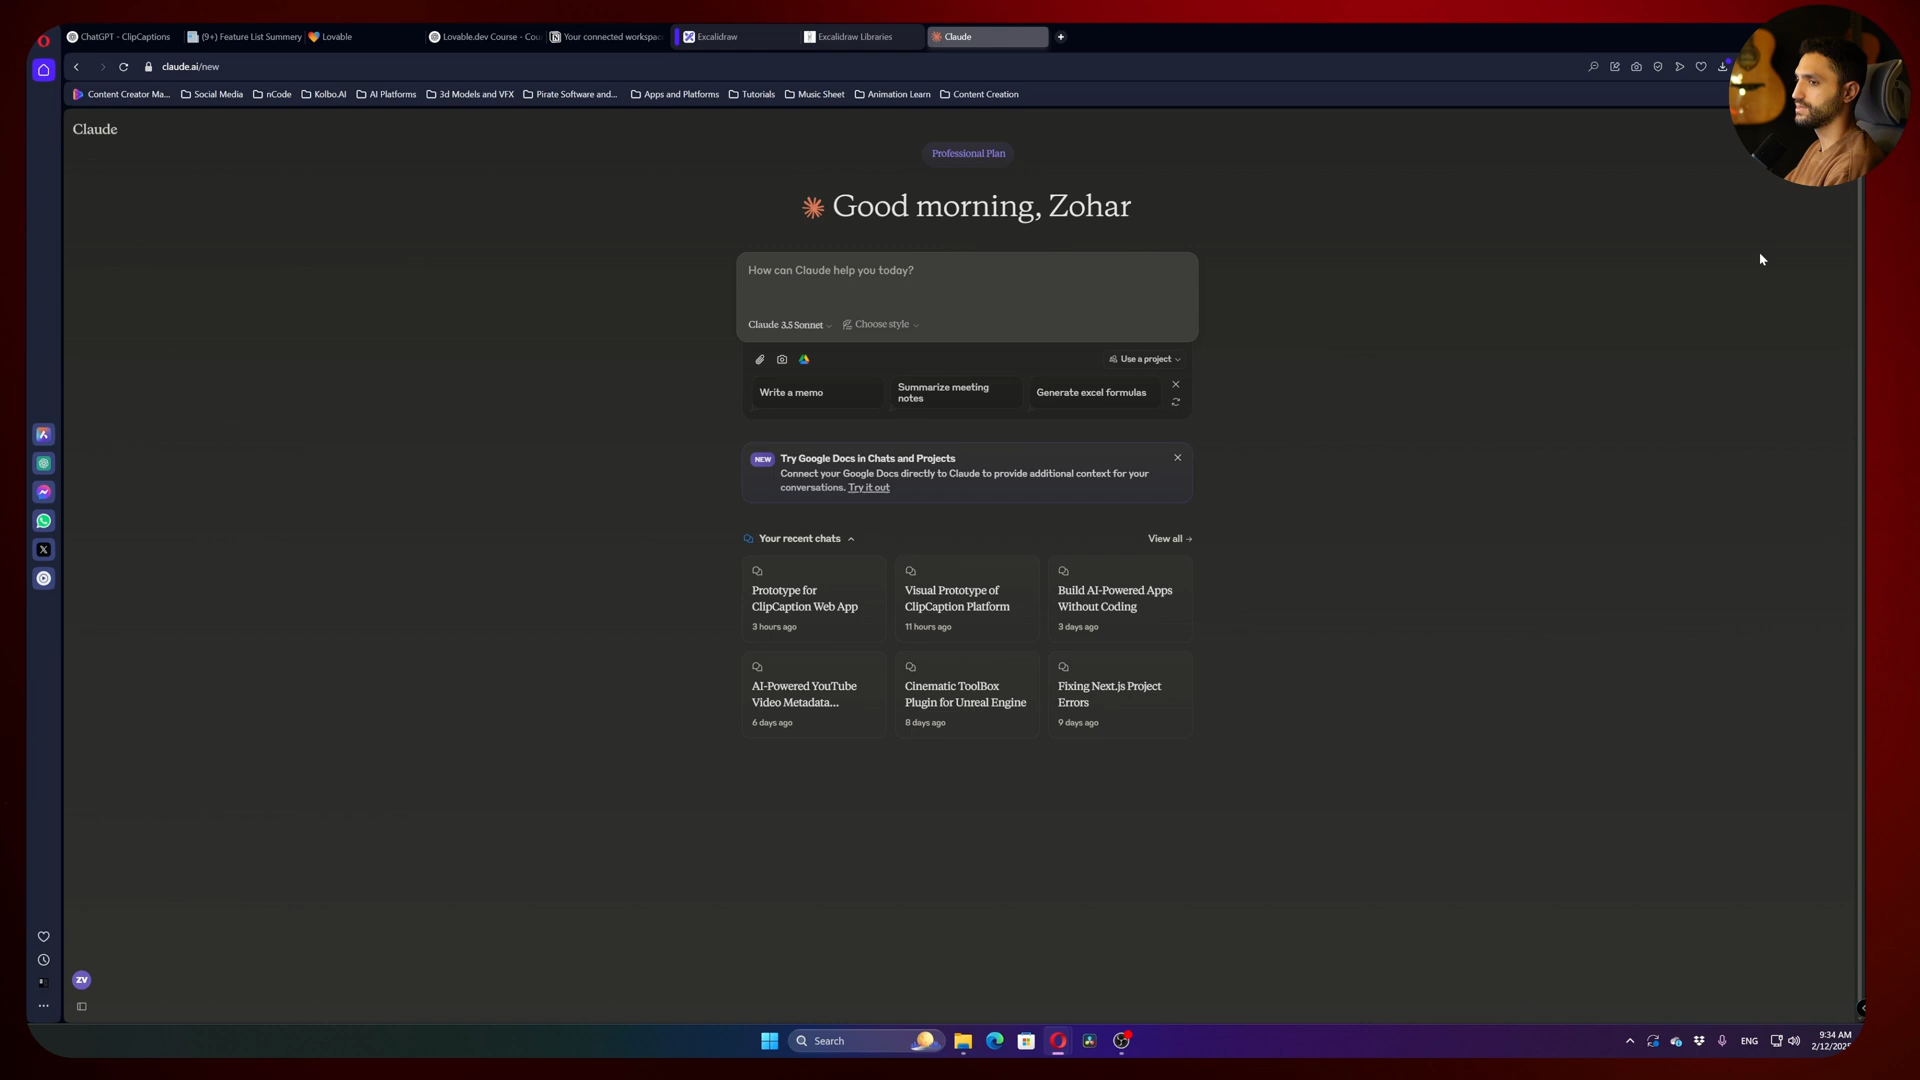 ChatGPT - ClipCaptions
(9+) Feature List Summery
Lovable
Lovable.dev Course - Cou
Your connected workspac
Excalidraw
Excalidraw Libraries
Claude
claude.ai/new
Content Creator Ma...
Social Media
nCode
Kolbo.AI
AI Platforms
3d Models and VFX
Pirate Software and...
Apps and Platforms
Tutorials
Music Sheet
Animation Learn
Content Creation
Claude
Professional Plan
Good morning, Zohar
How can Claude help you today?
Claude 3.5 Sonnet
Choose style
Use a project
Write a memo
Summarize meeting
notes
Generate excel formulas
NEW
Try Google Docs in Chats and Projects
Connect your Google Docs directly to Claude to provide additional context for your
conversations. Try it out
Your recent chats
View all →
Prototype for
ClipCaption Web App
3 hours ago
Visual Prototype of
ClipCaption Platform
11 hours ago
Build AI-Powered Apps
Without Coding
3 days ago
AI-Powered YouTube
Video Metadata...
6 days ago
Cinematic ToolBox
Plugin for Unreal Engine
8 days ago
Fixing Next.js Project
Errors
9 days ago
ZV
Search
ENG
9:34 AM